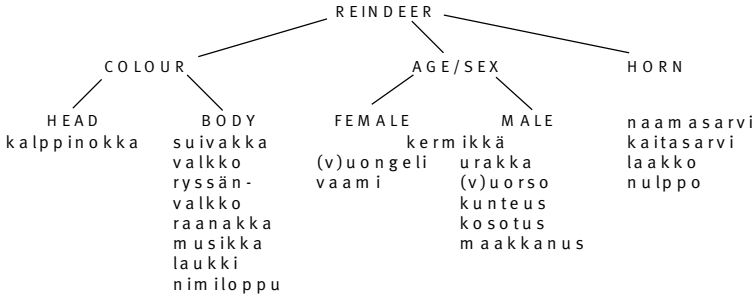 REINDEER
COLOUR AGE/SEX HORN
HEAD BODY FEMALE MALE naamasarvi
kalppinokka suivakka kermikkä kaitasarvi
valkko (v)uongeli urakka laakko
ryssän- vaami (v)uorso nulppo
valkko kunteus
raanakka kosotus
musikka maakkanus
laukki
nimiloppu